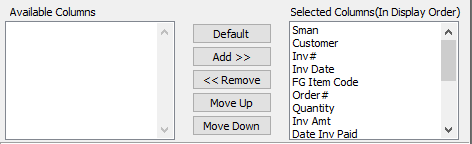 Available Columns
Selected Columns(In Display Order)
Default
Add >>
<< Remove
Move Up
Move Down
Sman
Customer
Inv#
Inv Date
FG Item Code
Order#
Quantity
Inv Amt
Date Inv Paid